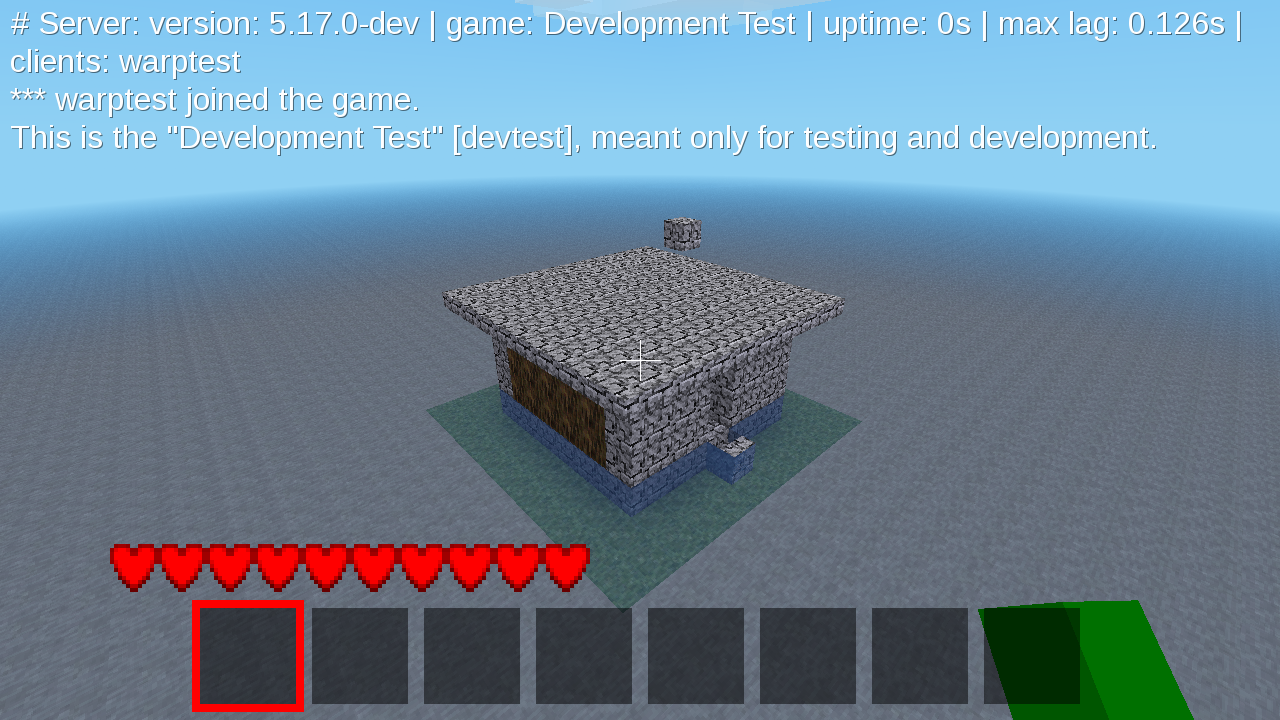 # Server: version: 5.17.0-dev | game: Development Test | uptime: 0s | max lag: 0.126s |
clients: warptest
*** warptest joined the game.
This is the "Development Test" [devtest], meant only for testing and development.